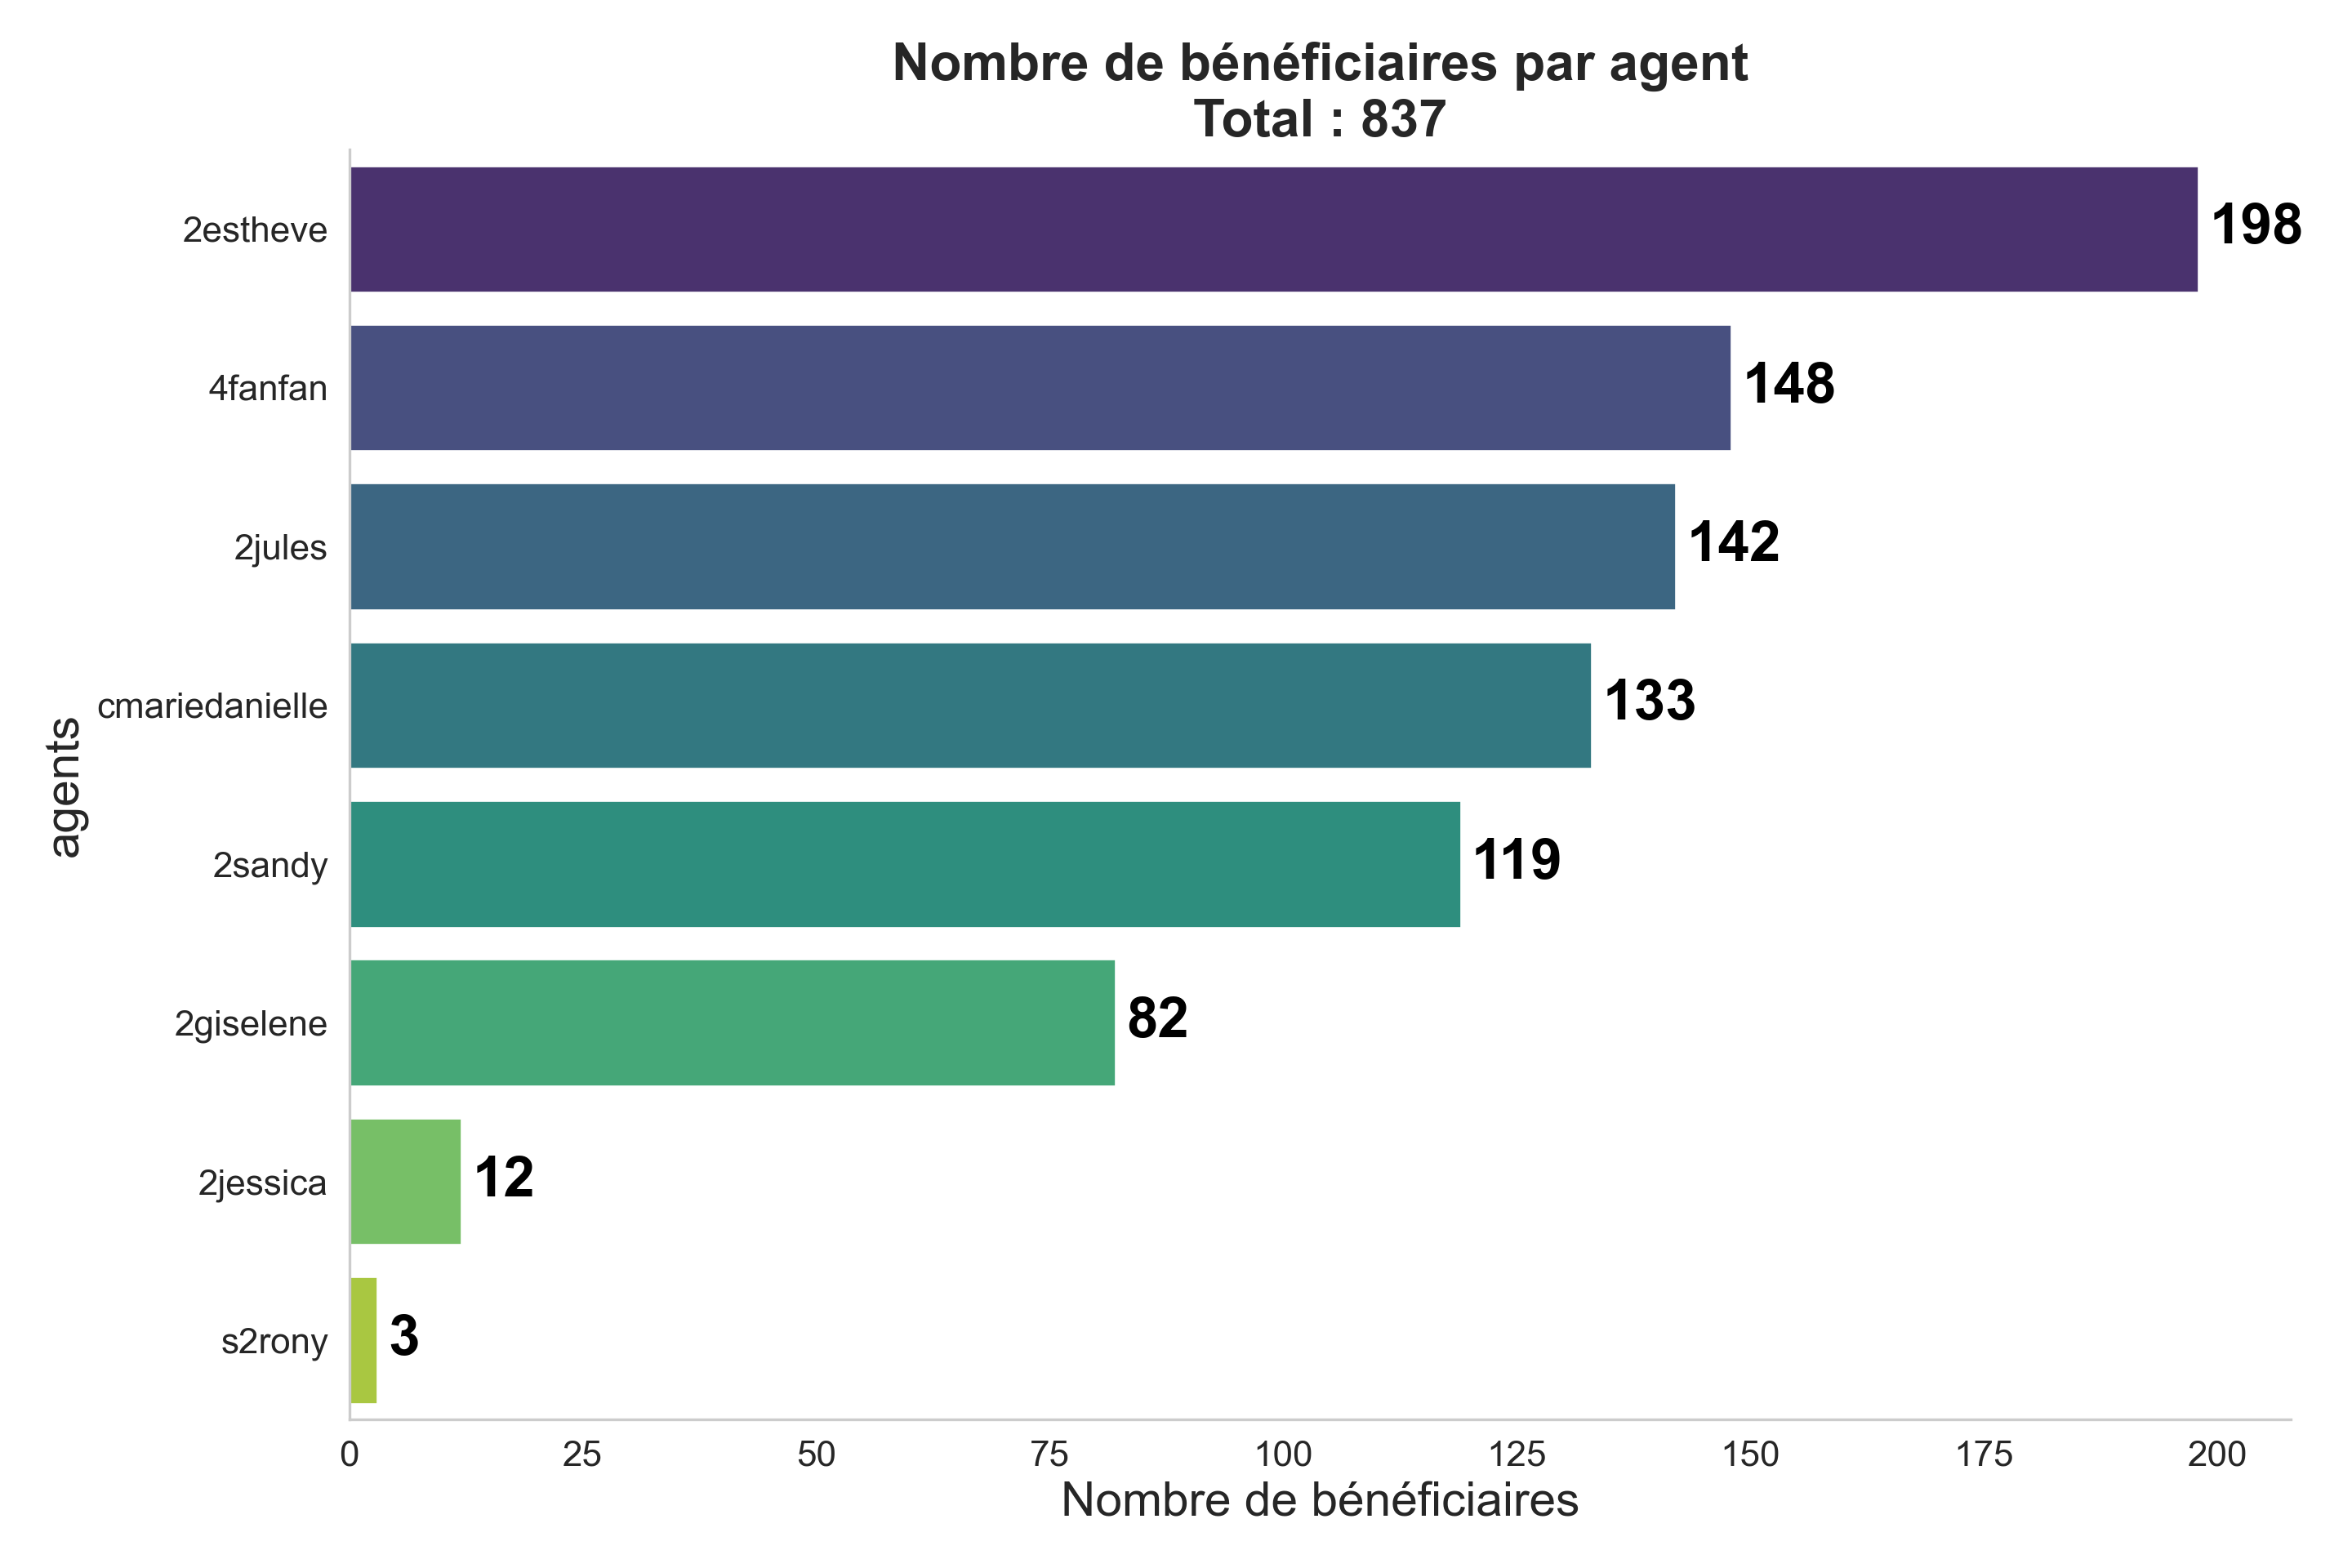 Nombre de bénéficiaires par agent
Total : 837
2estheve
198
4fanfan
148
2jules
142
cmariedanielle
133
2sandy
119
2giselene
82
2jessica
12
s2rony
3
agents
0 25 50 75 100 125 150 175 200
Nombre de bénéficiaires